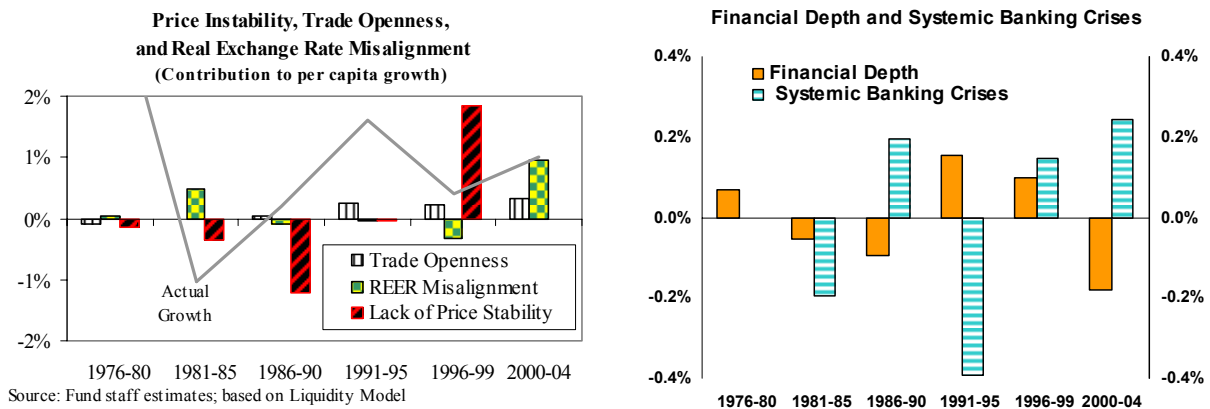 Price Instability, Trade Openness,
and Real Exchange Rate Misalignment
(Contribution to per capita growth)
2%
1%
0%
-1%
-2%
Actual
Growth
Trade Openness
REER Misalignment
Lack of Price Stability
1976-80 1981-85 1986-90 1991-95 1996-99 2000-04
Source: Fund staff estimates; based on Liquidity Model
Financial Depth and Systemic Banking Crises
0.4% 0.4%
Financial Depth
Systemic Banking Crises
0.2% 0.2%
0.0% 0.0%
-0.2% -0.2%
-0.4% -0.4%
1976-80 1981-85 1986-90 1991-95 1996-99 2000-04